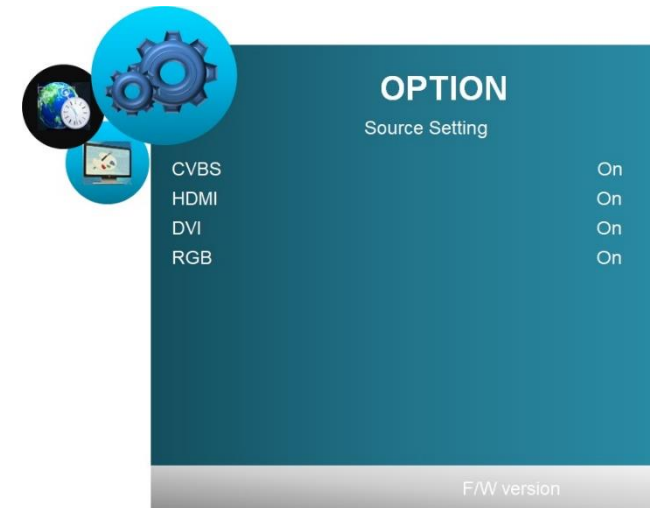 OPTION
Source Setting
CVBS On
HDMI On
DVI On
RGB On
F/W version